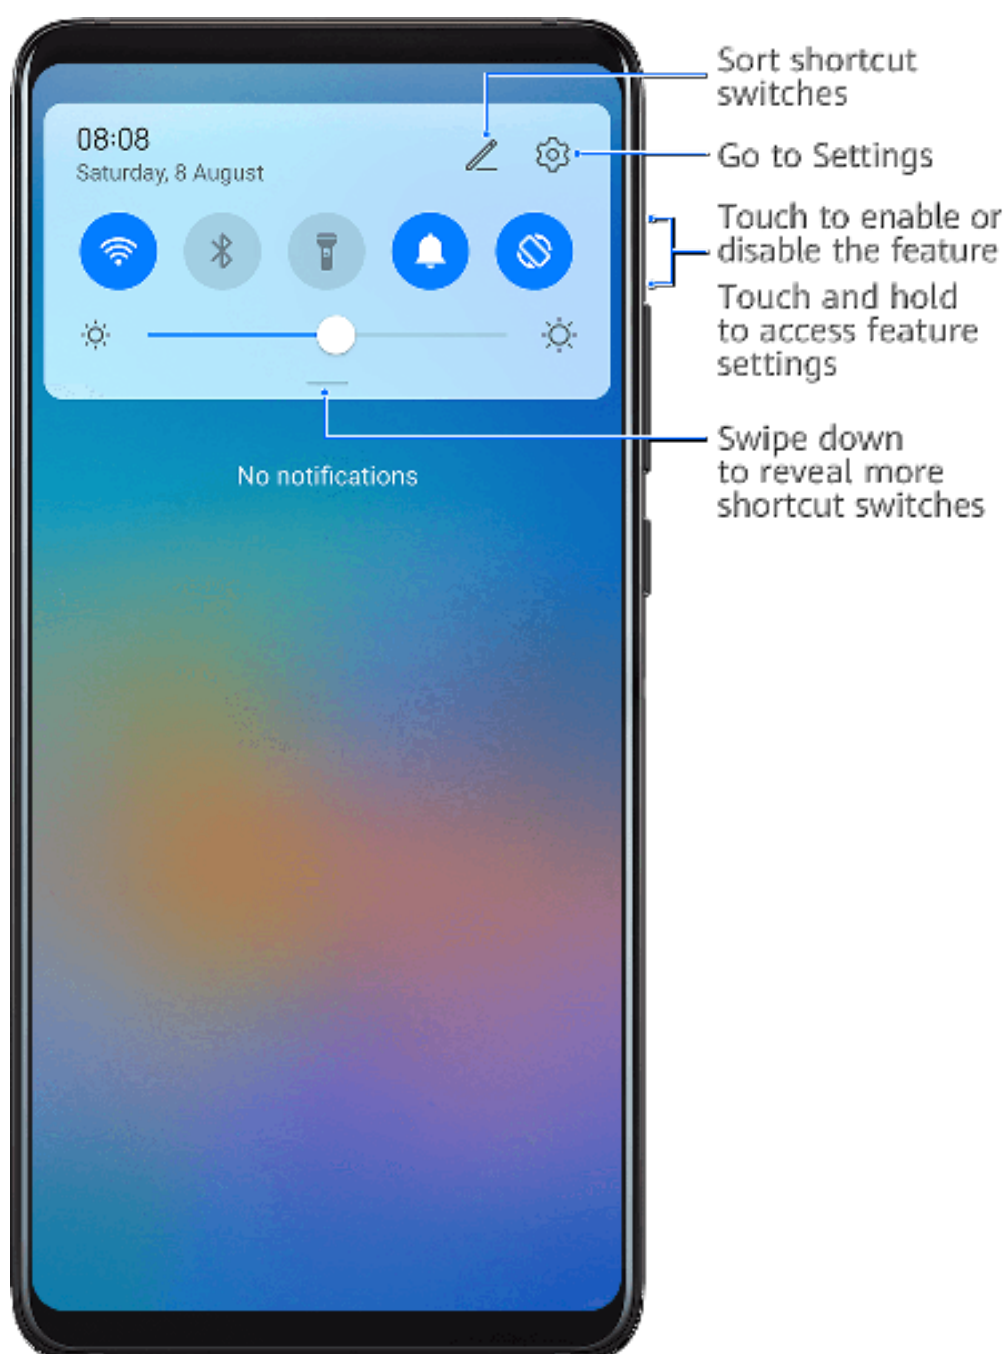 Sort shortcut
switches
08:08
Saturday, 8 August
Go to Settings
Touch to enable or
disable the feature
Touch and hold
to access feature
settings
Swipe down
to reveal more
shortcut switches
No notifications